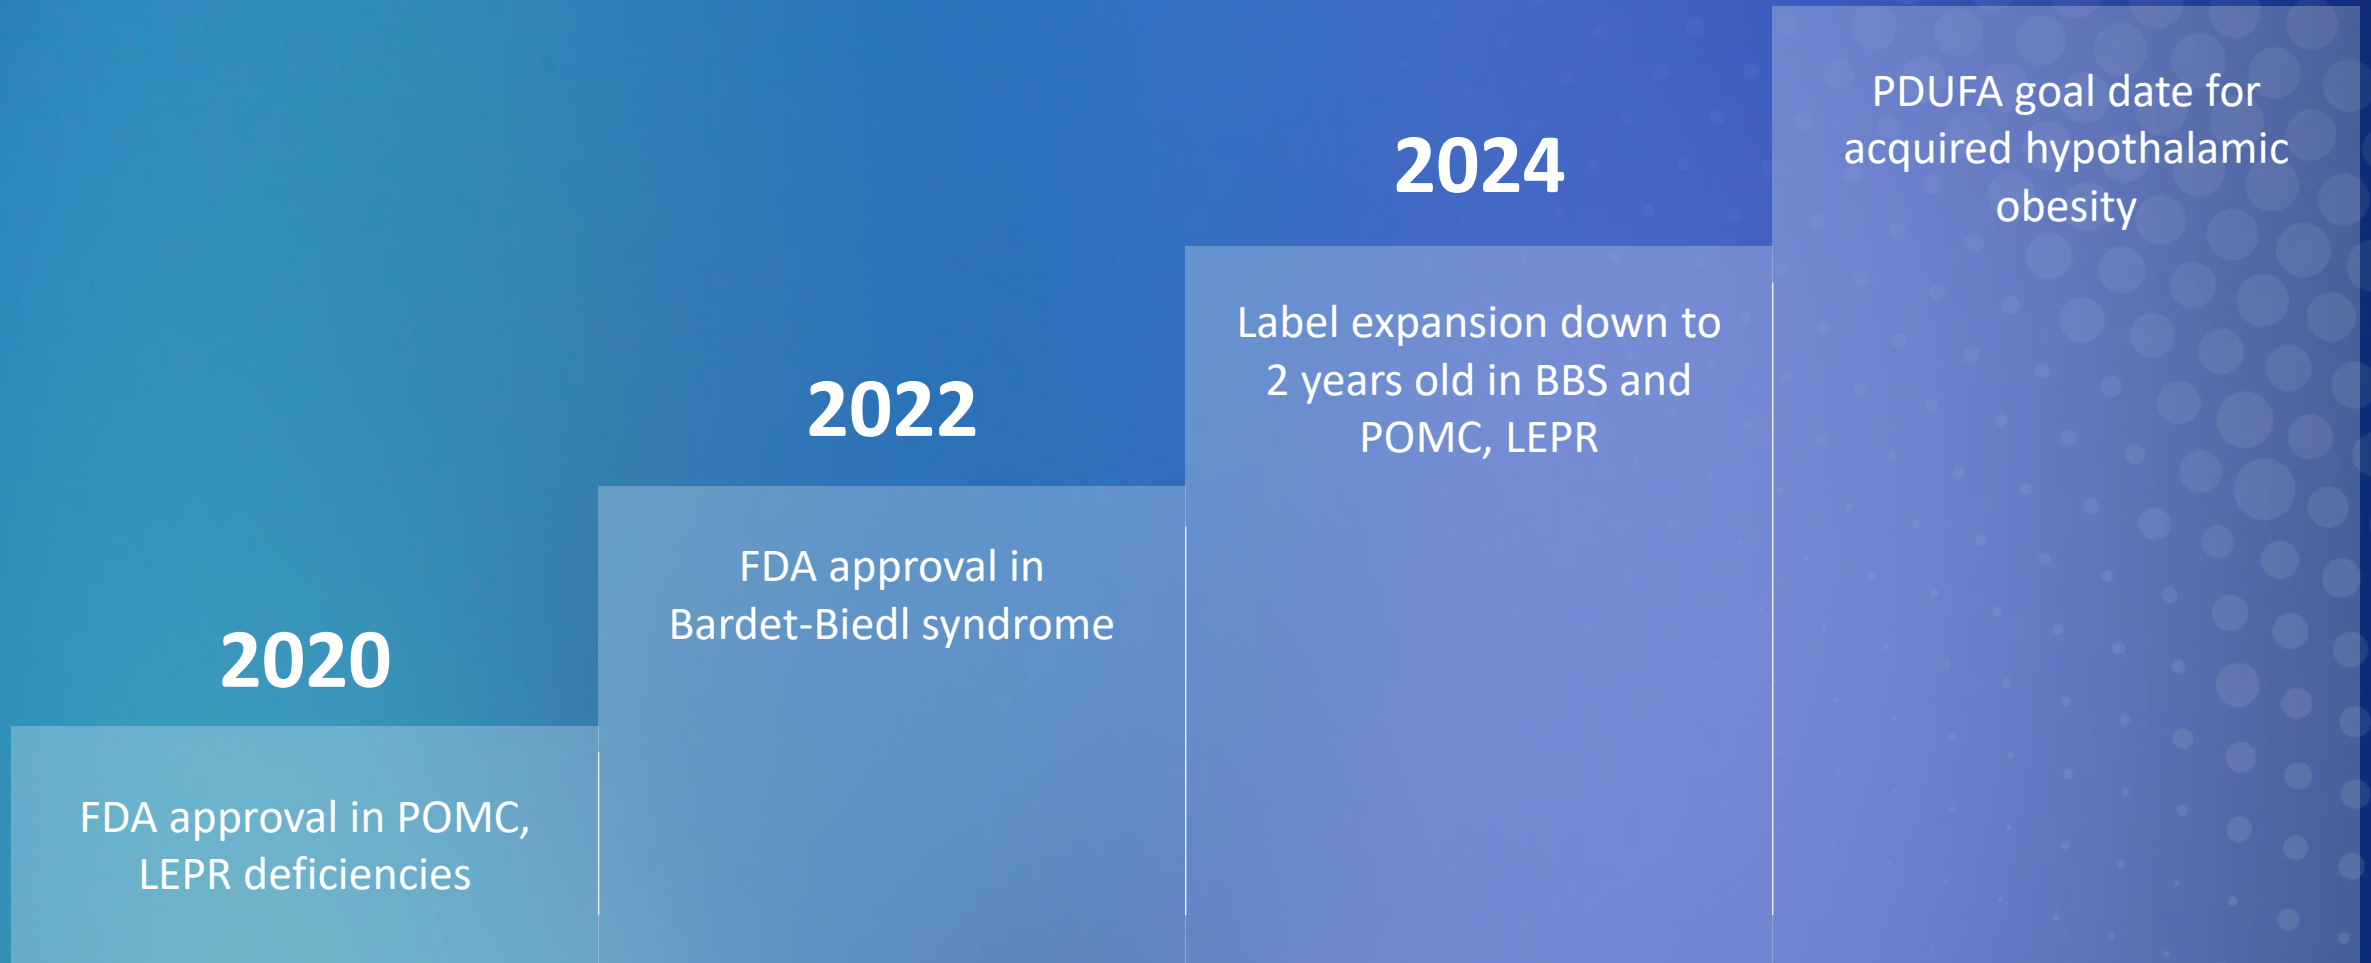 2020
FDA approval in POMC,
LEPR deficiencies
2022
FDA approval in
Bardet-Biedl syndrome
2024
Label expansion down to
2 years old in BBS and
POMC, LEPR
PDUFA goal date for
acquired hypothalamic
obesity